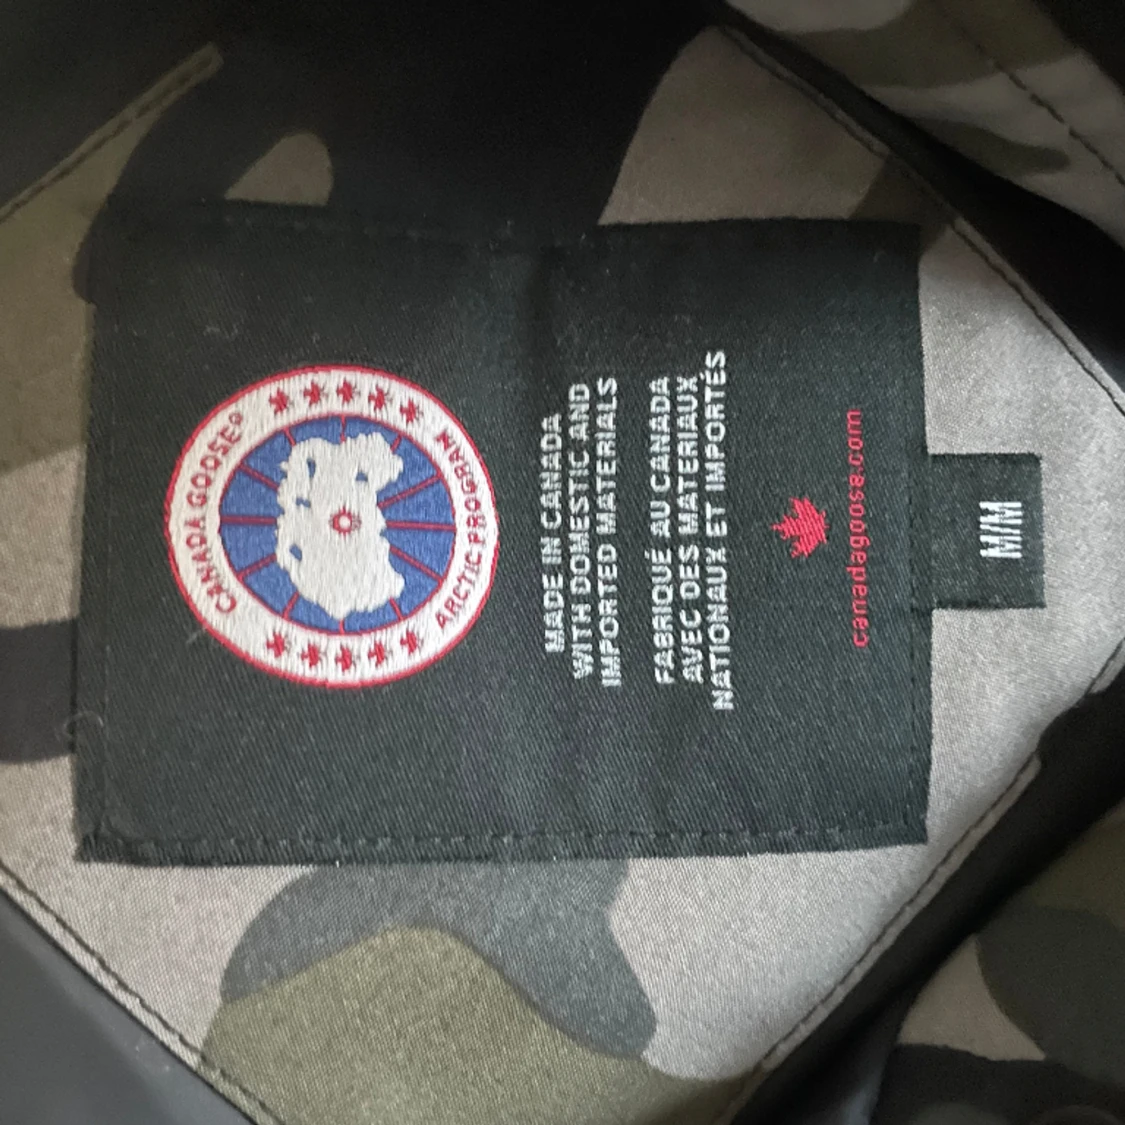 CANADA GOOSE®
ARCTIC PROGRAM
MADE IN CANADA
WITH DOMESTIC AND
IMPORTED MATERIALS
FABRIQUÉ AU CANADA
AVEC DES MATERIAUX
NATIONAUX ET IMPORTÉS
canadagoose.com
M/M